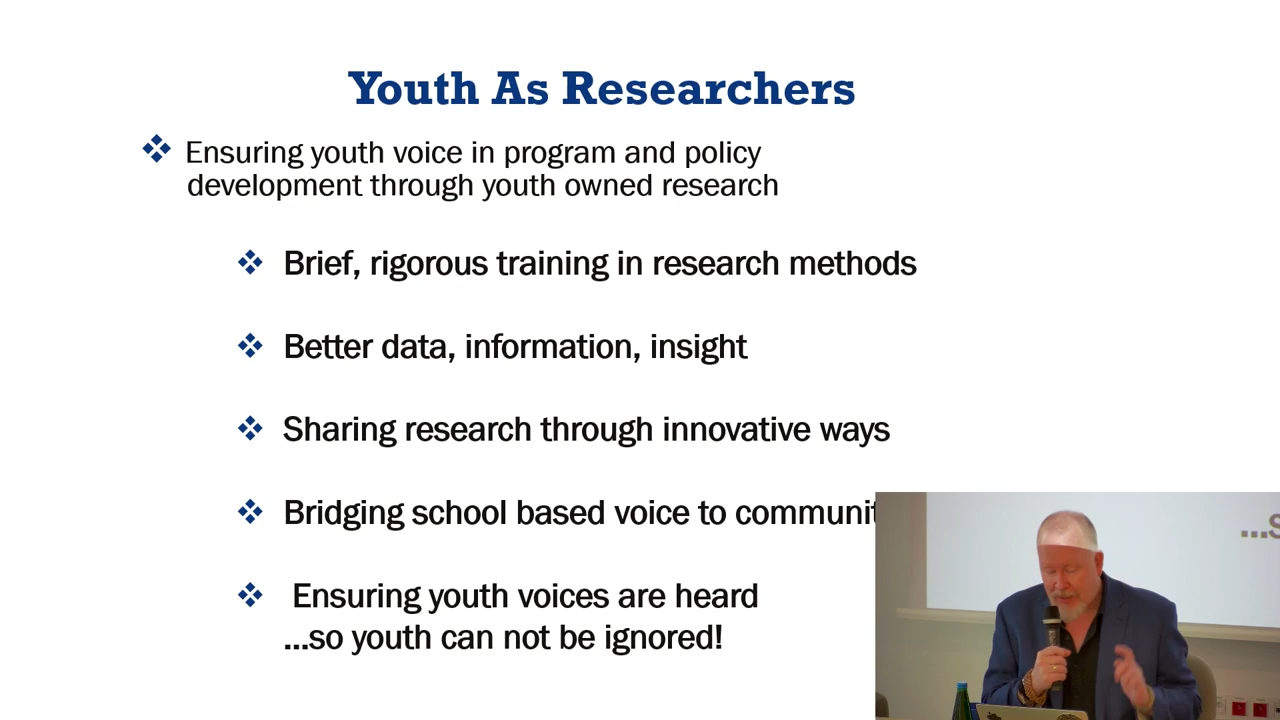 Youth As Researchers
Ensuring youth voice in program and policy
development through youth owned research
Brief, rigorous training in research methods
Better data, information, insight
Sharing research through innovative ways
Bridging school based voice to communit
Ensuring youth voices are heard
...so youth can not be ignored!
...s